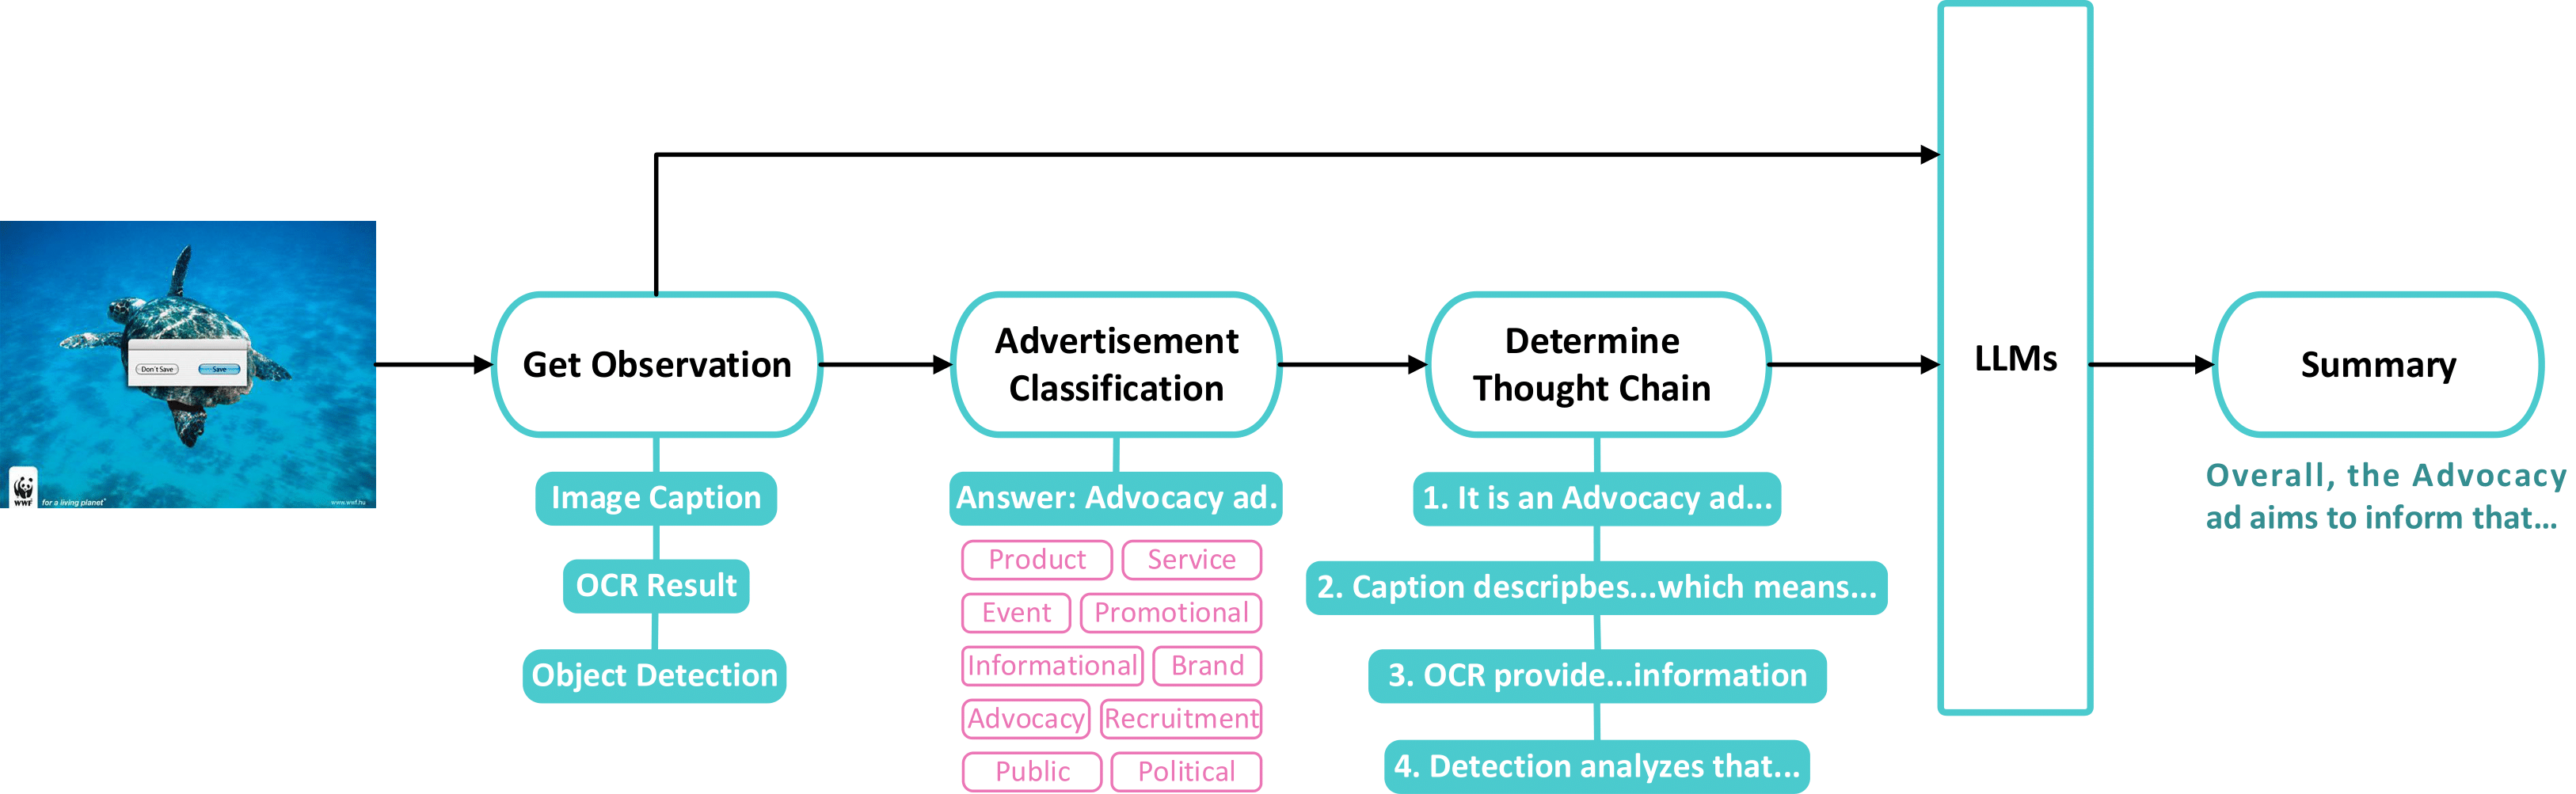 Don't Save
Save
WWF
for a living planet
www.wwf.hu
Get Observation
Image Caption
OCR Result
Object Detection
Advertisement
Classification
Answer: Advocacy ad.
Product
Service
Event
Promotional
Informational
Brand
Advocacy
Recruitment
Public
Political
Determine
Thought Chain
1. It is an Advocacy ad...
2. Caption descripbes...which means...
3. OCR provide...information
4. Detection analyzes that...
LLMs
Summary
Overall, the Advocacy
ad aims to inform that...